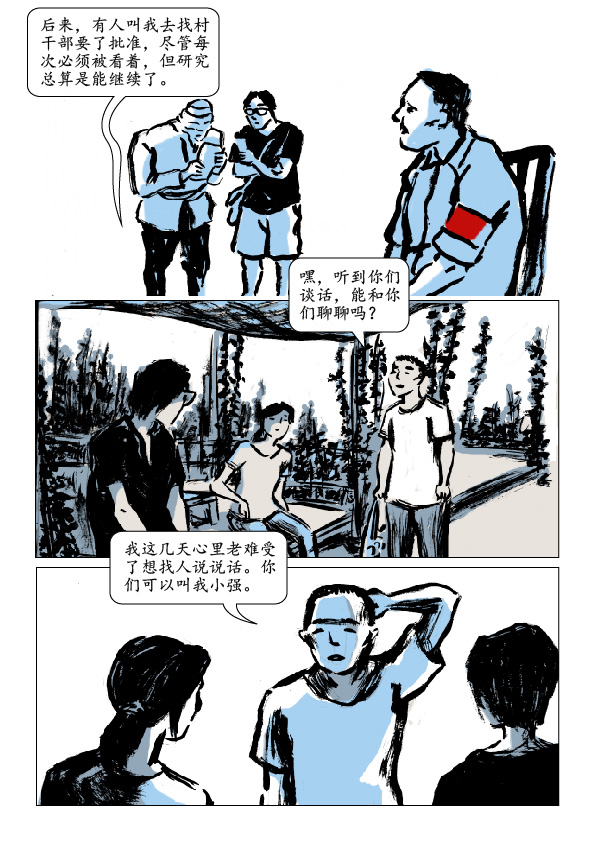 后来，有人叫我去找村
干部要了批准，尽管每
次必须被看着，但研究
总算是能继续了。
嘿，听到你们
谈话，能和你
们聊聊吗？
我这几天心里老难受
了想找人说说话。你
们可以叫我小强。